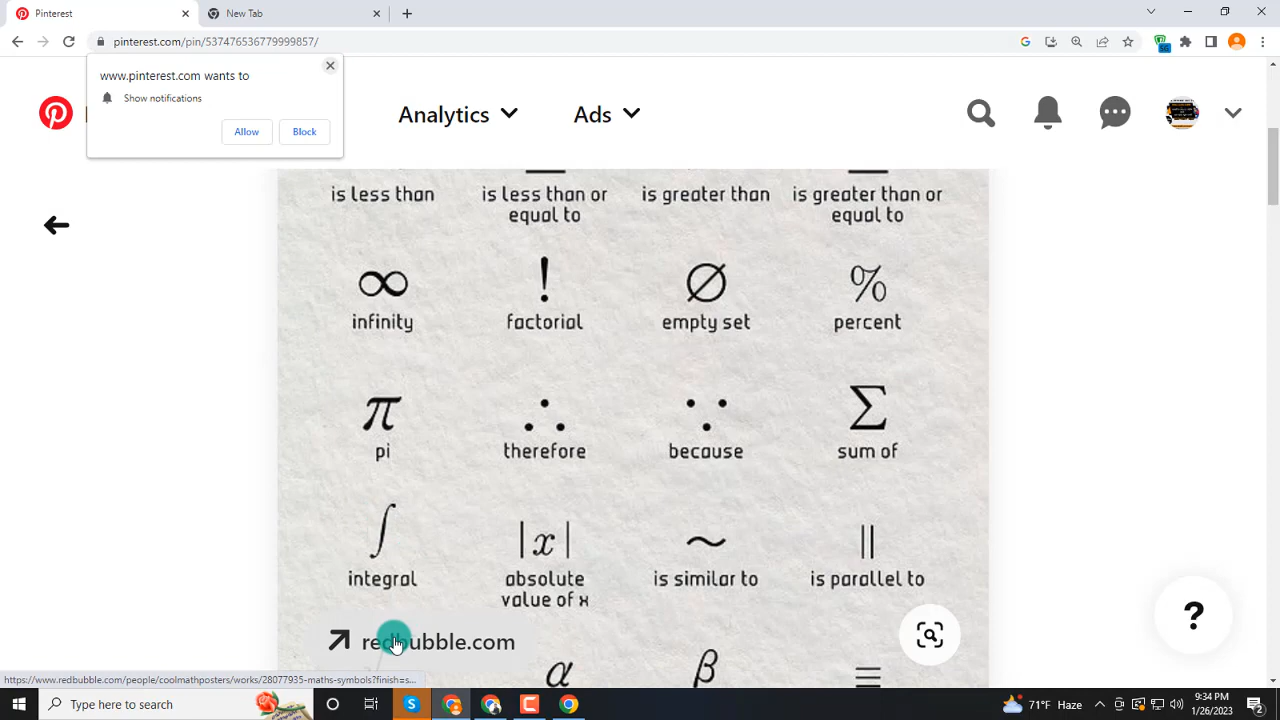 Pinterest
New Tab
pinterest.com/pin/537476536779999857/
SG
www.pinterest.com wants to
Show notifications
Allow
Block
Analytics
Ads
is less than
is less than or
equal to
is greater than
is greater than or
equal to
∞
!
∅
%
infinity
factorial
empty set
percent
π
∴
∵
Σ
pi
therefore
because
sum of
∫
|x|
~
||
integral
absolute
value of x
is similar to
is parallel to
redbubble.com
?
α
β
≡
https://www.redbubble.com/people/coolmathposters/works/28077935-maths-symbols?finish=s...
Type here to search
71°F Haze
9:34 PM
1/26/2023
2